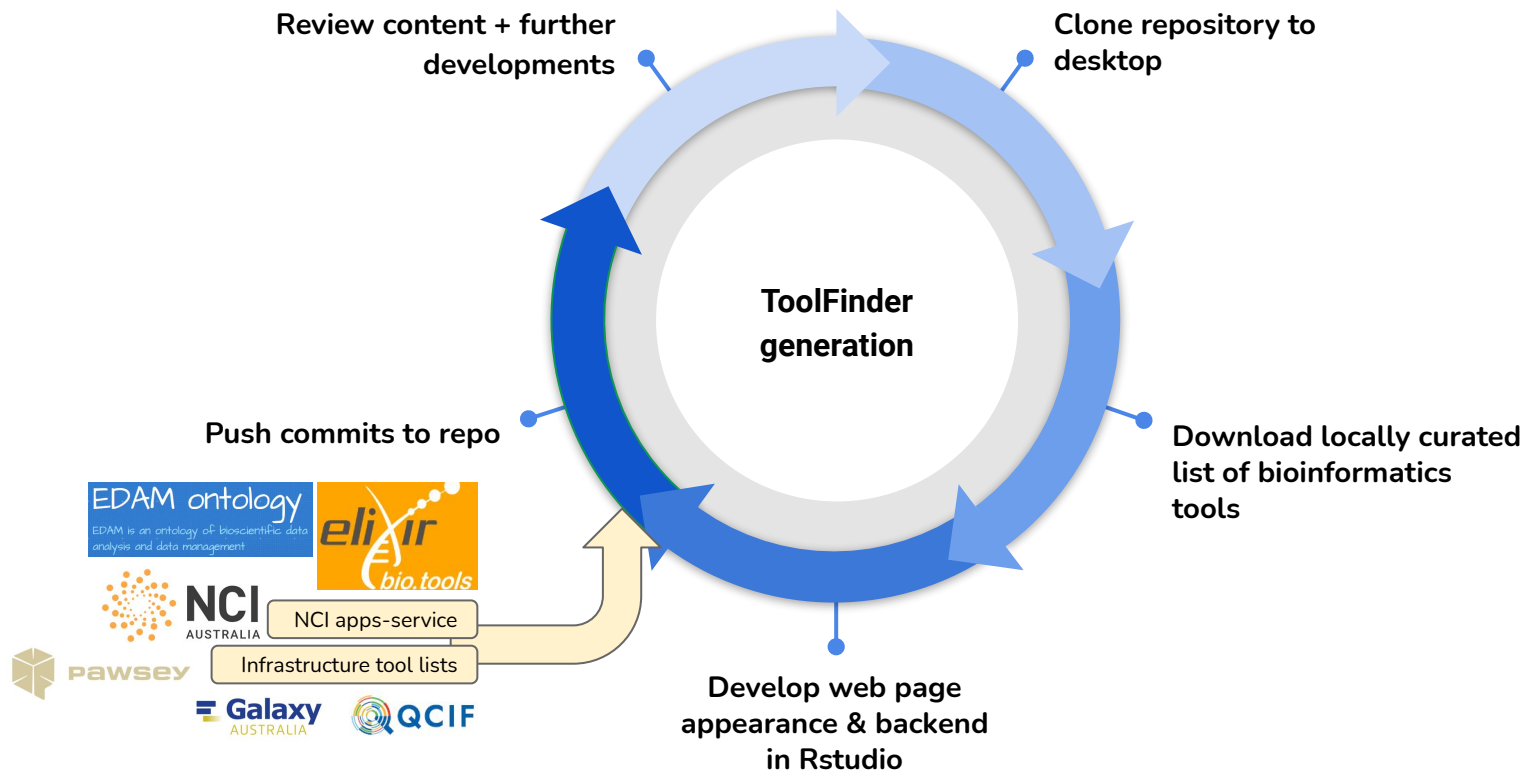 Review content + further
developments
Clone repository to
desktop
ToolFinder
generation
Download locally curated
list of bioinformatics
tools
Develop web page
appearance & backend
in Rstudio
Push commits to repo
EDAM ontology
EDAM is an ontology of bioscientific data
analysis and data management
elixir
bio.tools
NCI
AUSTRALIA
NCI apps-service
PAWSEY
Infrastructure tool lists
Galaxy
AUSTRALIA
QCIF